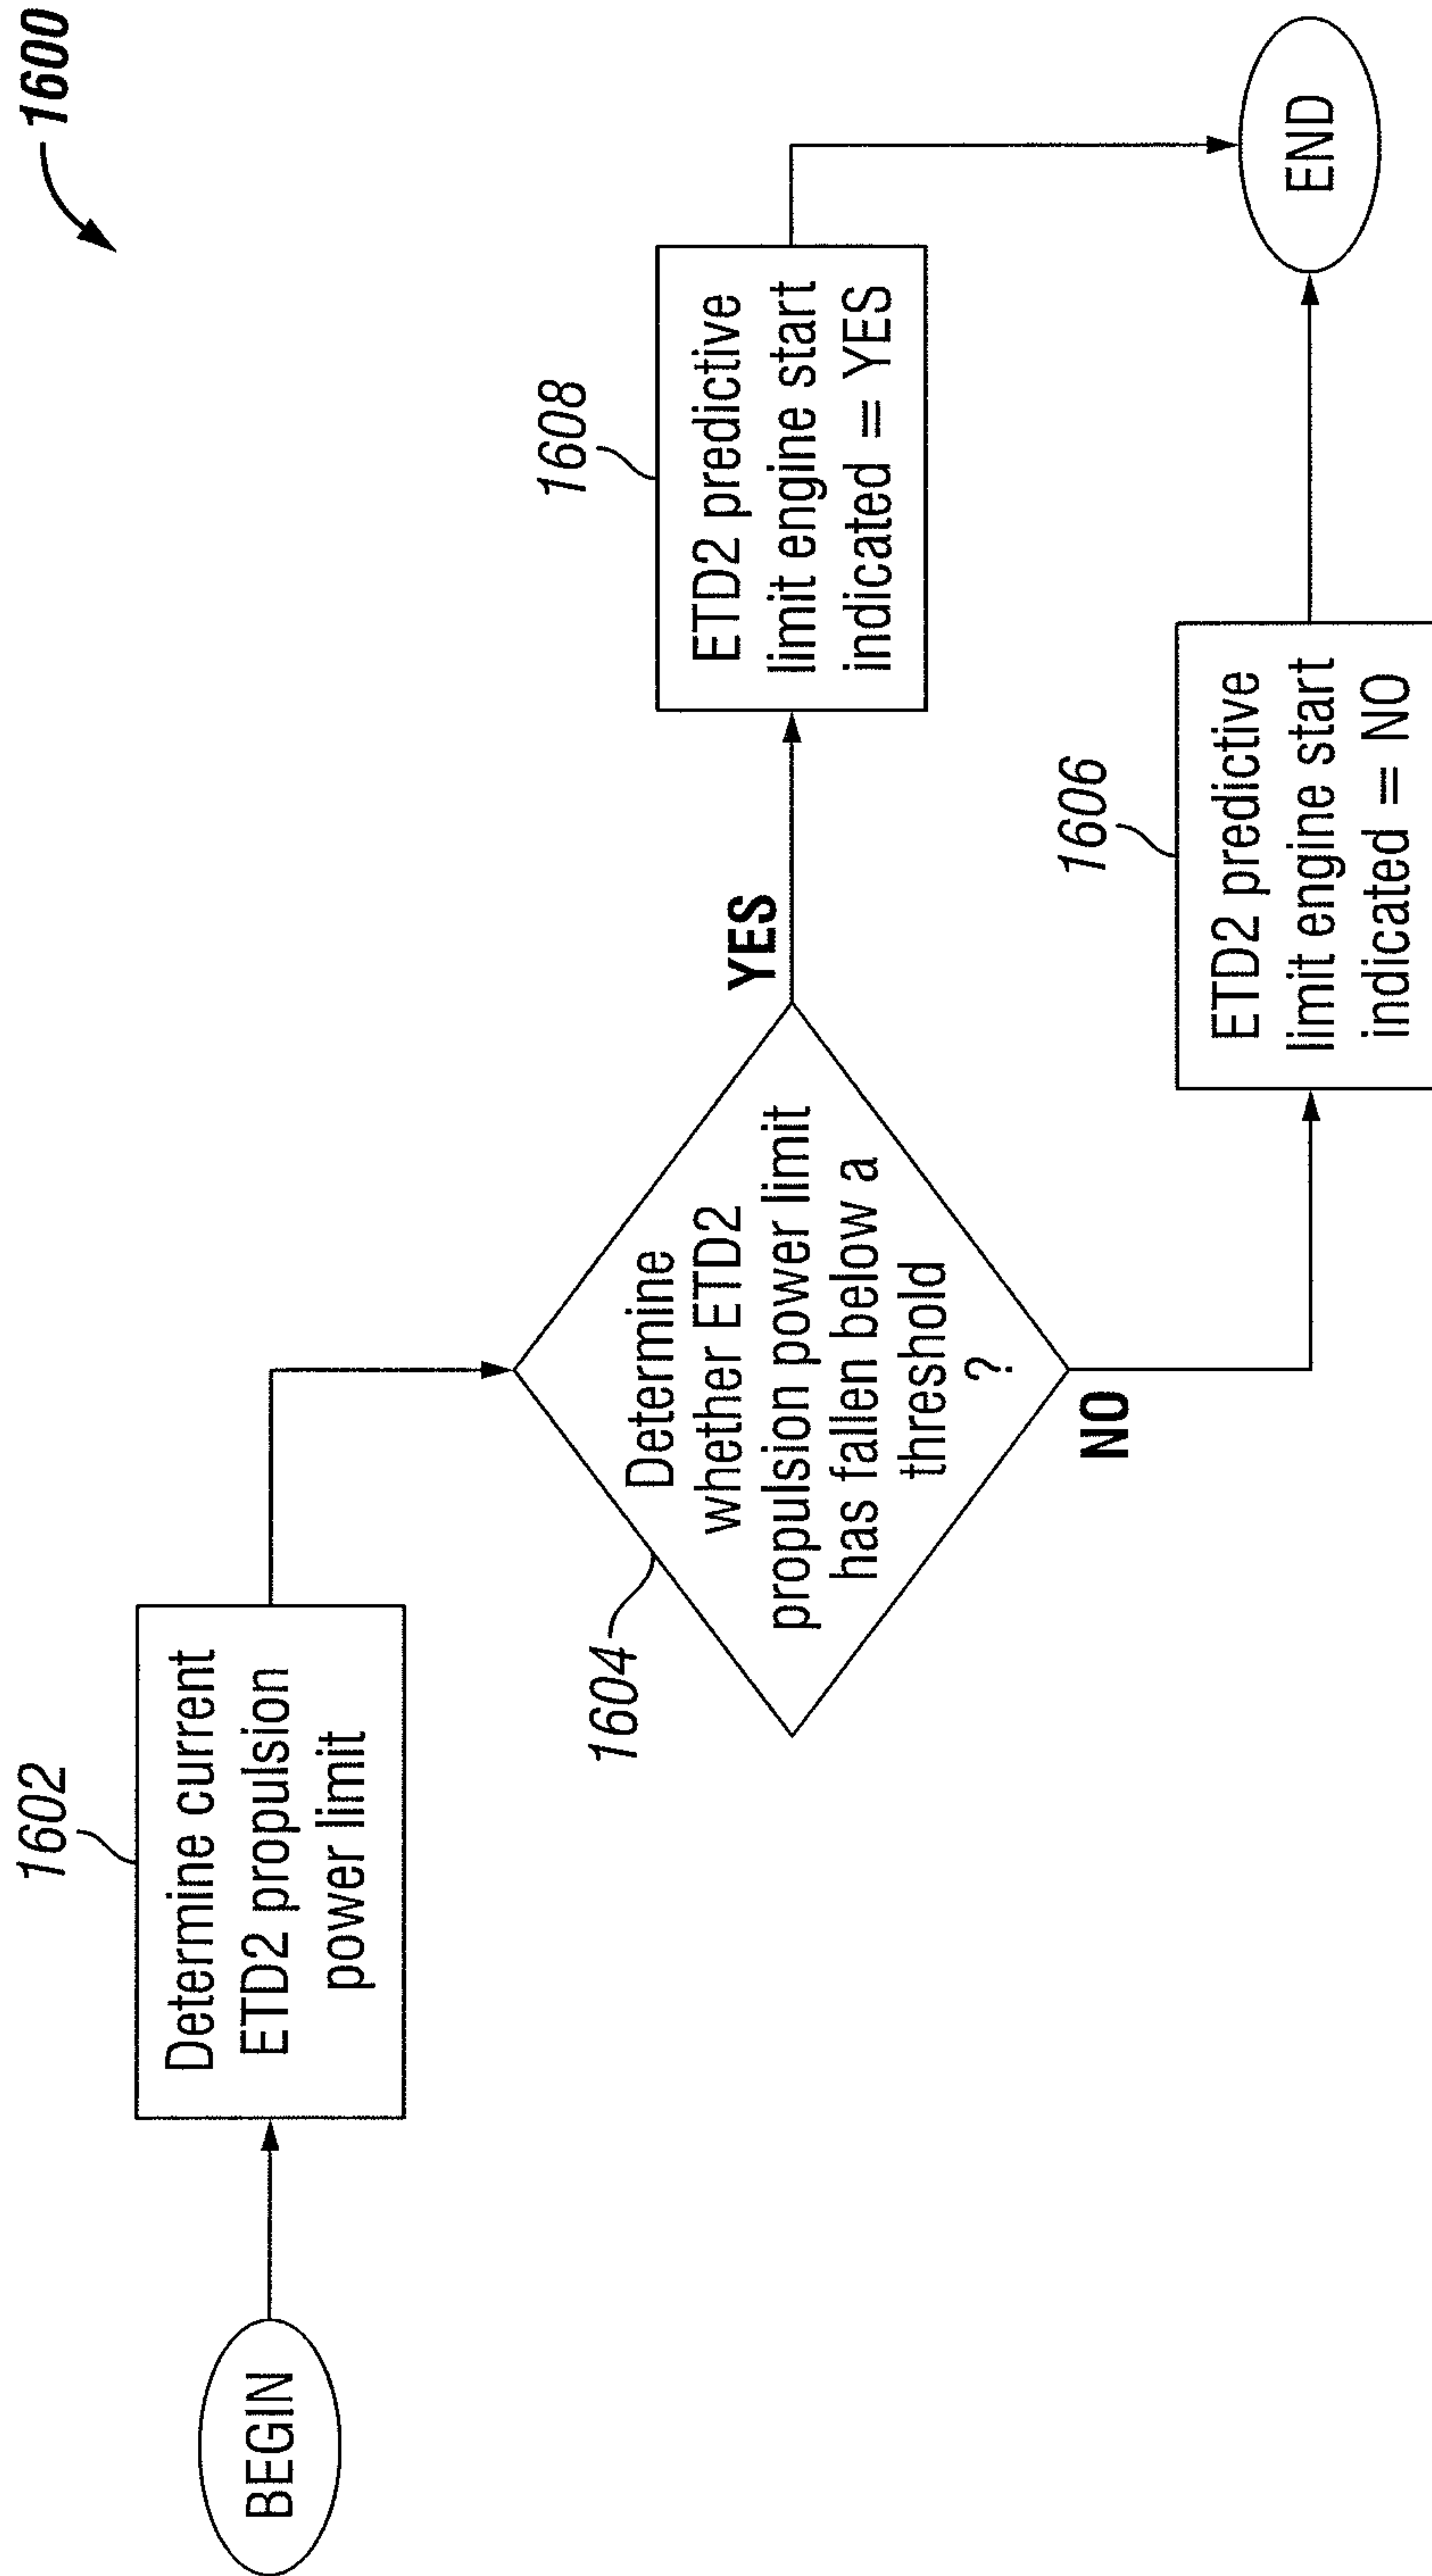 1600
BEGIN
1602
Determine current
ETD2 propulsion
power limit
1604
Determine
whether ETD2
propulsion power limit
has fallen below a
threshold
?
YES
NO
1608
ETD2 predictive
limit engine start
indicated = YES
1606
ETD2 predictive
limit engine start
indicated = NO
END